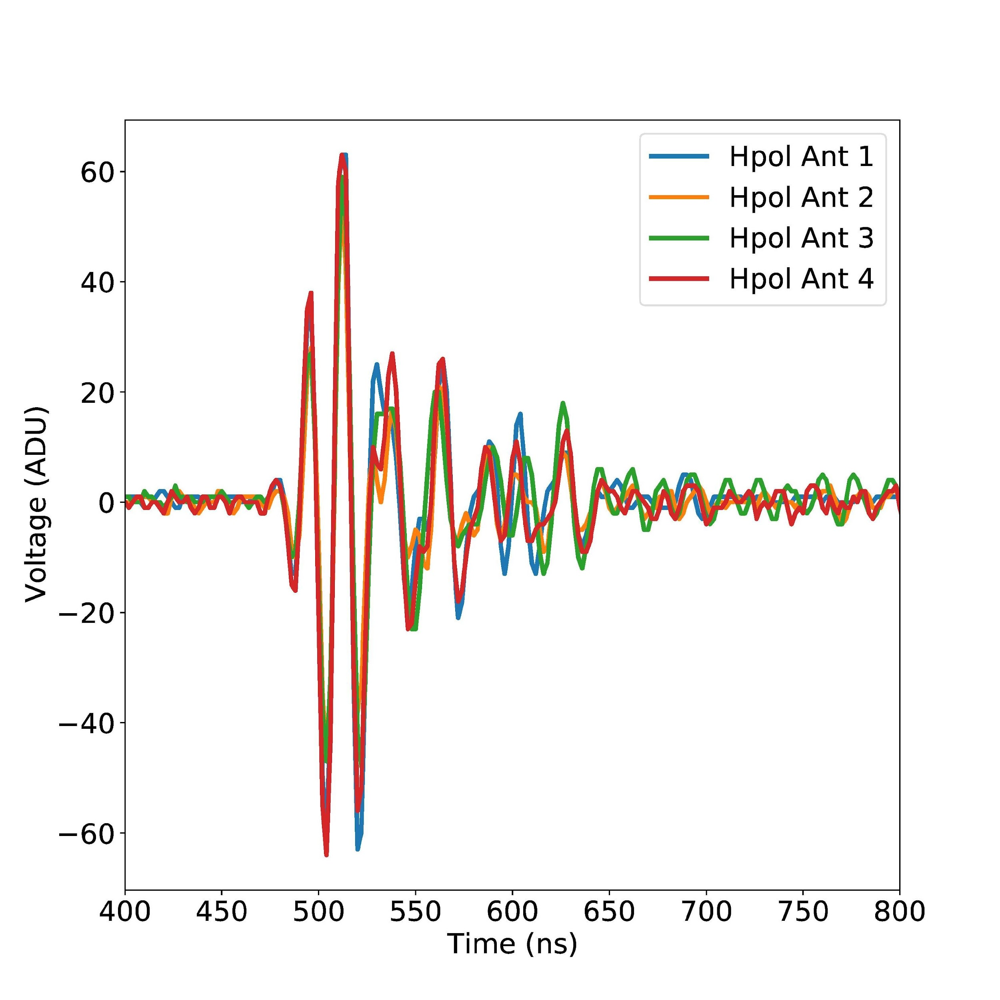 Hpol Ant 1
Hpol Ant 2
Hpol Ant 3
Hpol Ant 4
60
40
20
0
−20
−40
−60
Voltage (ADU)
400 450 500 550 600 650 700 750 800
Time (ns)